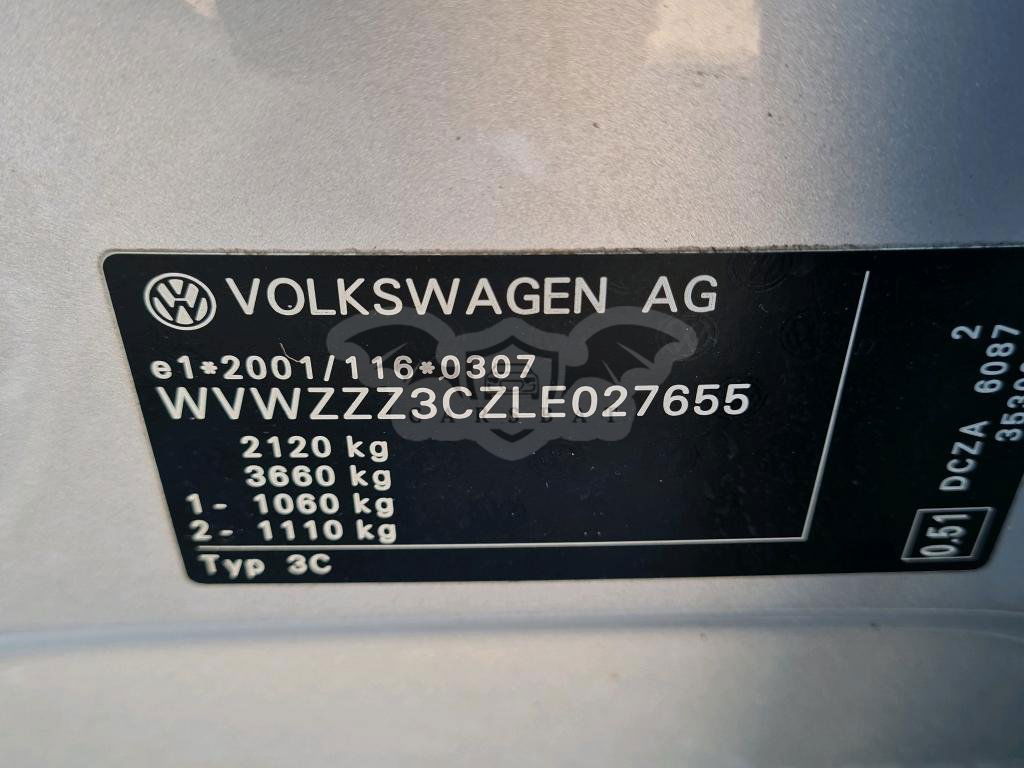 VOLKSWAGEN AG
e1*2001/116*0307
WVWZZZ3CZLE027655
2120 kg
3660 kg
1- 1060 kg
2- 1110 kg
Typ 3C
0.51 DCZA 6087 2
CARSBAT